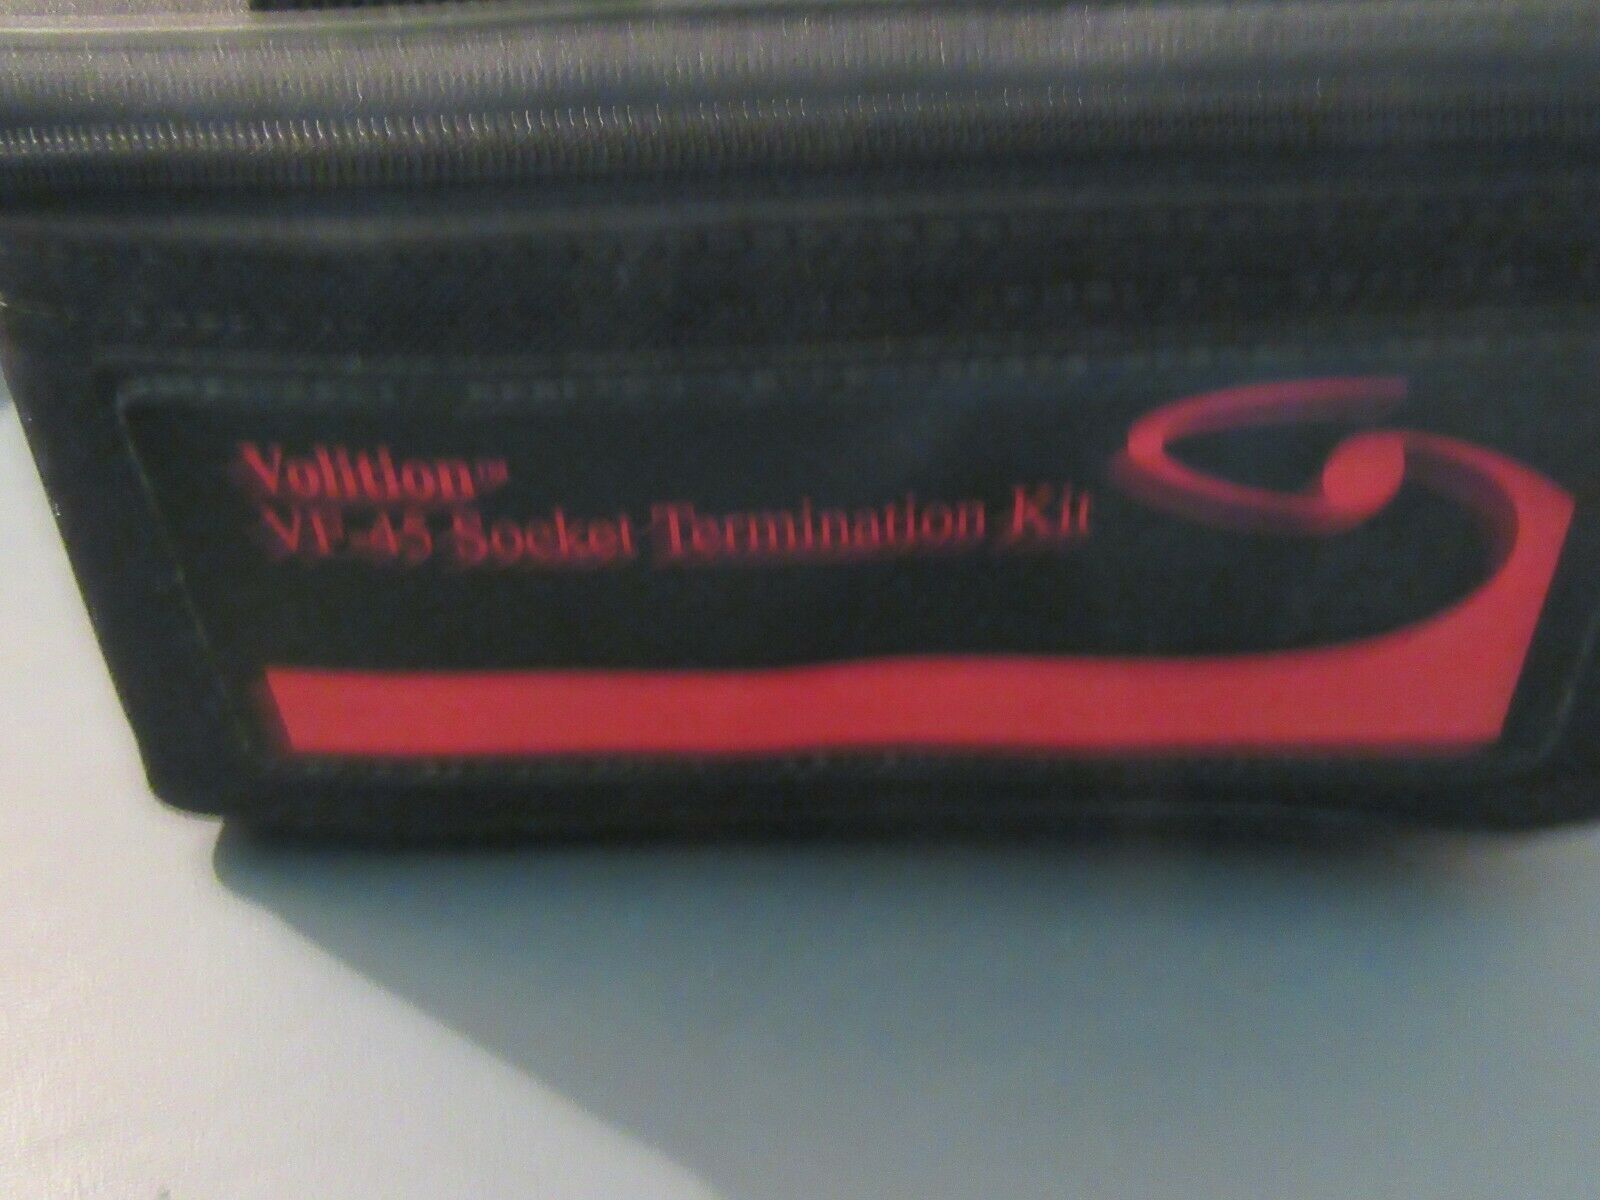 Volition™
VF-45 Socket Termination Kit